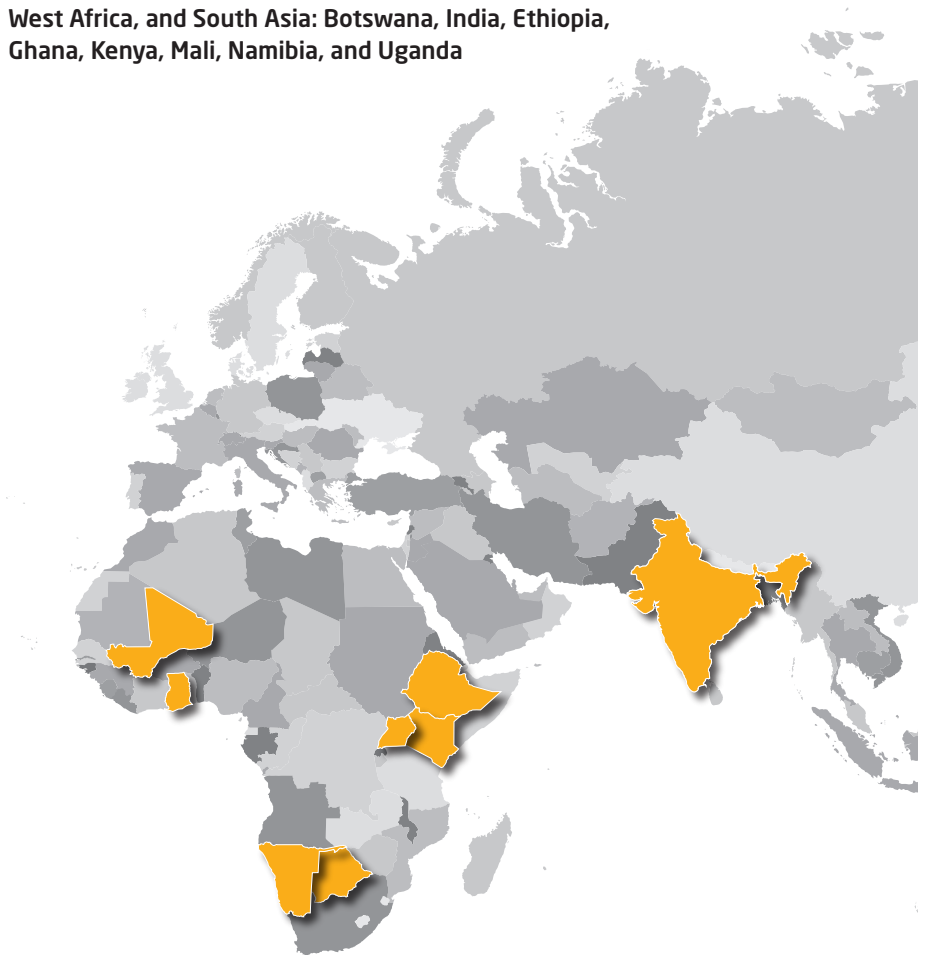 West Africa, and South Asia: Botswana, India, Ethiopia,
Ghana, Kenya, Mali, Namibia, and Uganda